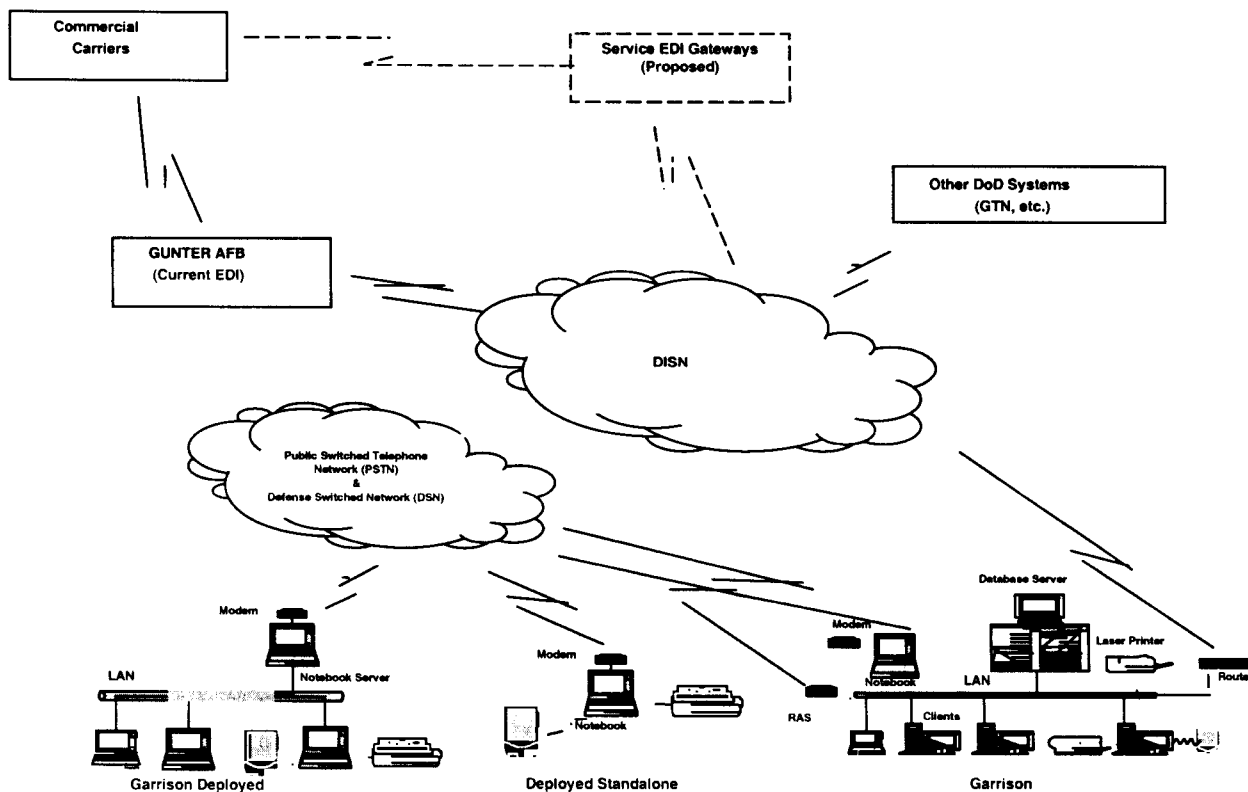 Commercial
Carriers
Service EDI Gateways
(Proposed)
Other DoD Systems
(GTN, etc.)
GUNTER AFB
(Current EDI)
DISN
Public Switched Telephone
Network (PSTN)
&
Defense Switched Network (DSN)
Database Server
Modem
Modem
Modem
Laser Printer
LAN
Notebook Server
Notebook
LAN
Route
RAS
Notebook
Clients
Garrison Deployed
Deployed Standalone
Garrison